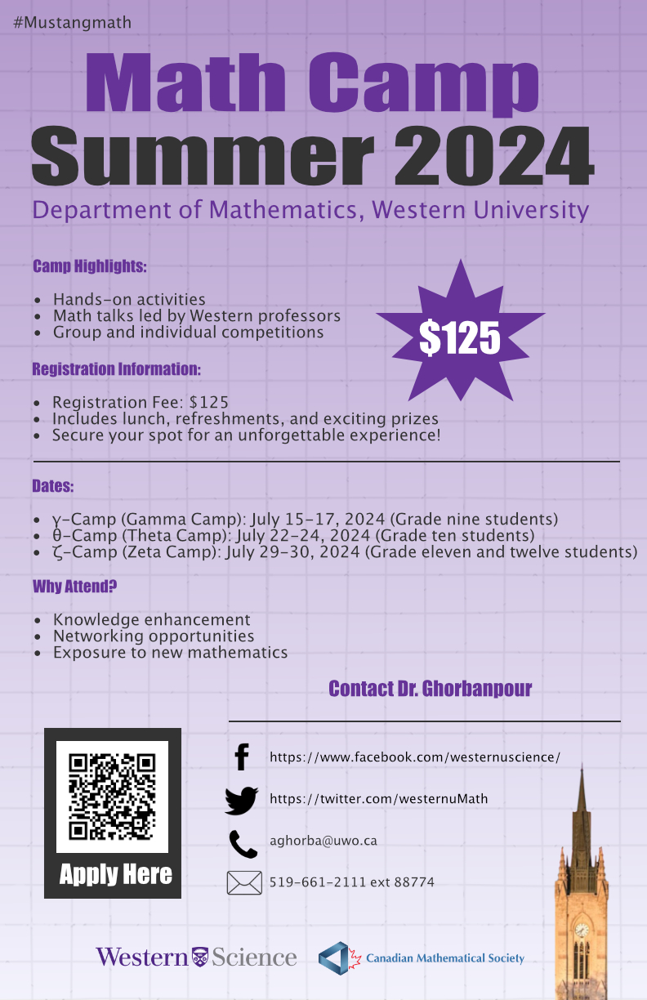 #Mustangmath
Math Camp
Summer 2024
Department of Mathematics, Western University
Camp Highlights:
• Hands-on activities
• Math talks led by Western professors
• Group and individual competitions
$125
Registration Information:
• Registration Fee: $125
• Includes lunch, refreshments, and exciting prizes
• Secure your spot for an unforgettable experience!
Dates:
• γ-Camp (Gamma Camp): July 15-17, 2024 (Grade nine students)
• θ-Camp (Theta Camp): July 22-24, 2024 (Grade ten students)
• ζ-Camp (Zeta Camp): July 29-30, 2024 (Grade eleven and twelve students)
Why Attend?
• Knowledge enhancement
• Networking opportunities
• Exposure to new mathematics
Contact Dr. Ghorbanpour
https://www.facebook.com/westernuscience/
https://twitter.com/westernuMath
aghorba@uwo.ca
519-661-2111 ext 88774
Apply Here
Western Science
Canadian Mathematical Society